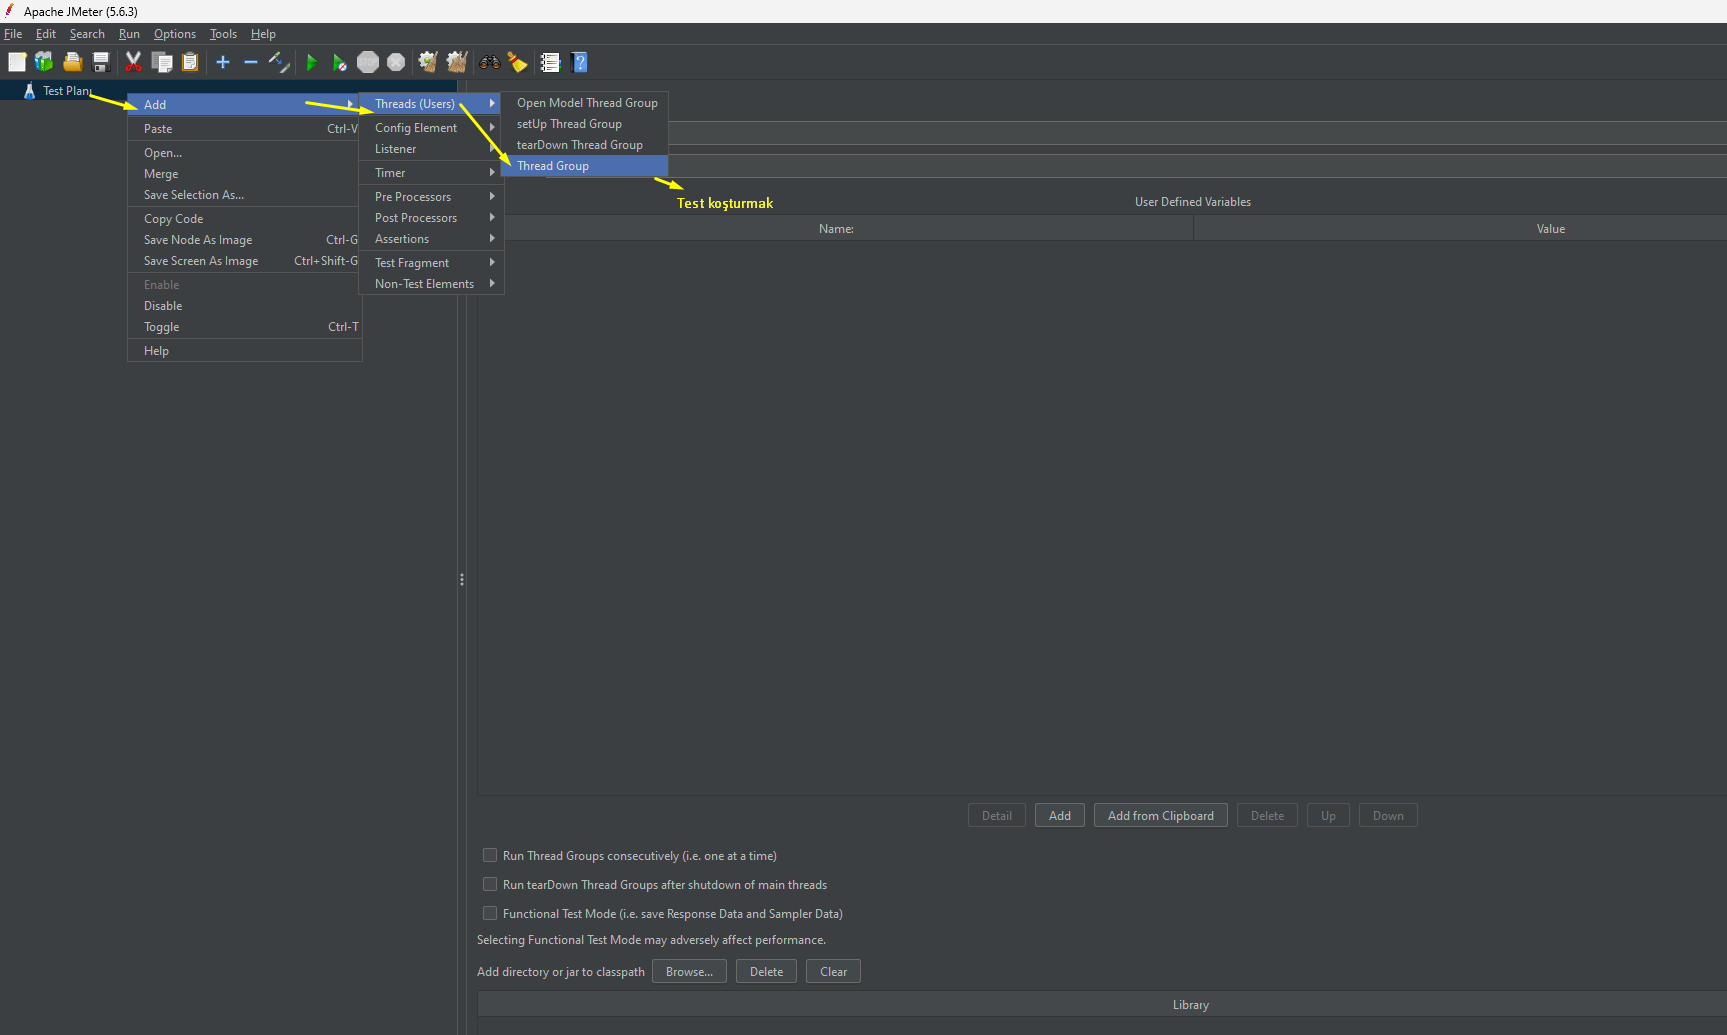 Apache JMeter (5.6.3)
File Edit Search Run Options Tools Help
STOP
Test Plan
Add
Paste Ctrl-V
Open...
Merge
Save Selection As...
Copy Code
Save Node As Image Ctrl-G
Save Screen As Image Ctrl+Shift-G
Enable
Disable
Toggle Ctrl-T
Help
Threads (Users)
Config Element
Listener
Timer
Pre Processors
Post Processors
Assertions
Test Fragment
Non-Test Elements
Open Model Thread Group
setUp Thread Group
tearDown Thread Group
Thread Group
Test koşturmak
User Defined Variables
Name: Value
Detail Add Add from Clipboard Delete Up Down
Run Thread Groups consecutively (i.e. one at a time)
Run tearDown Thread Groups after shutdown of main threads
Functional Test Mode (i.e. save Response Data and Sampler Data)
Selecting Functional Test Mode may adversely affect performance.
Add directory or jar to classpath Browse... Delete Clear
Library